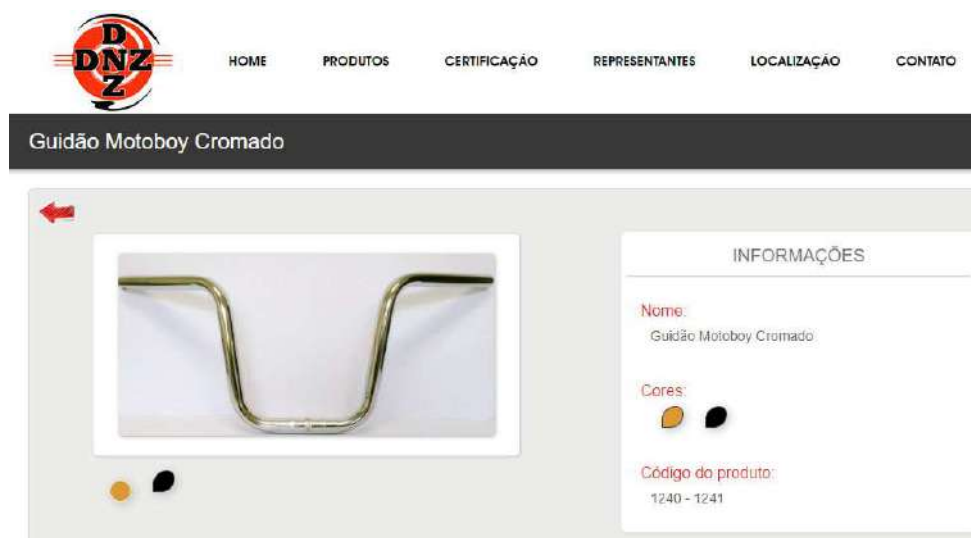 D
DNZ
Z
HOME PRODUTOS CERTIFICAÇÃO REPRESENTANTES LOCALIZAÇÃO CONTATO
Guidão Motoboy Cromado
INFORMAÇÕES
Nome:
Guidão Motoboy Cromado
Cores:
Código do produto:
1240 - 1241